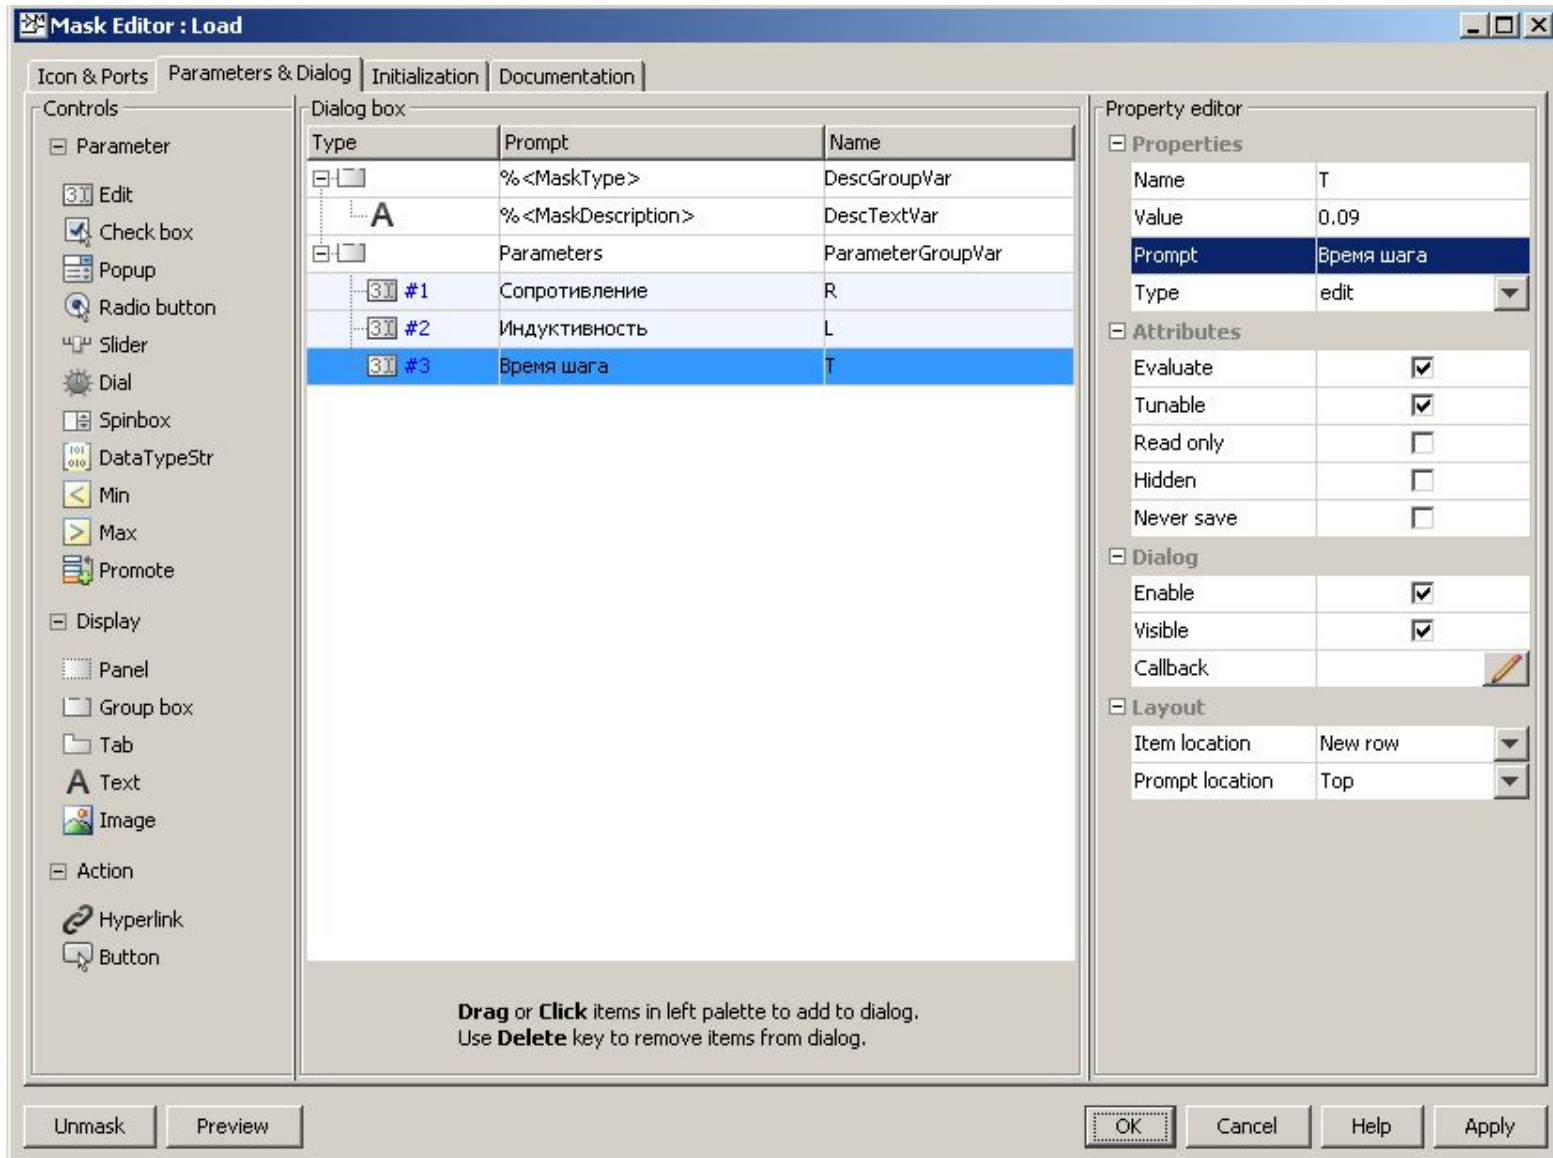 Mask Editor : Load
Icon & Ports Parameters & Dialog Initialization Documentation
Controls
Parameter
Edit
Check box
Popup
Radio button
Slider
Dial
Spinbox
DataTypeStr
Min
Max
Promote
Display
Panel
Group box
Tab
Text
Image
Action
Hyperlink
Button
Dialog box
Type Prompt Name
%<MaskType> DescGroupVar
A %<MaskDescription> DescTextVar
Parameters ParameterGroupVar
#1 Сопротивление R
#2 Индуктивность L
#3 Время шага T
Drag or Click items in left palette to add to dialog.
Use Delete key to remove items from dialog.
Property editor
Properties
Name T
Value 0.09
Prompt Время шага
Type edit
Attributes
Evaluate
Tunable
Read only
Hidden
Never save
Dialog
Enable
Visible
Callback
Layout
Item location New row
Prompt location Top
Unmask Preview OK Cancel Help Apply